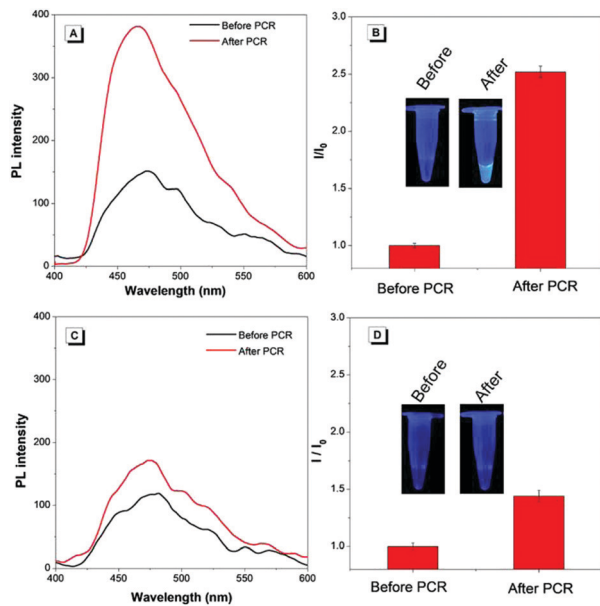 A
Before PCR
After PCR
400
300
200
100
0
PL intensity
400
450
500
550
600
Wavelength (nm)
B
Before
After
3.0
2.5
2.0
1.5
1.0
I/I0
Before PCR
After PCR
C
Before PCR
After PCR
400
300
200
100
0
PL intensity
400
450
500
550
600
Wavelength (nm)
D
Before
After
3.0
2.5
2.0
1.5
1.0
I / I0
Before PCR
After PCR